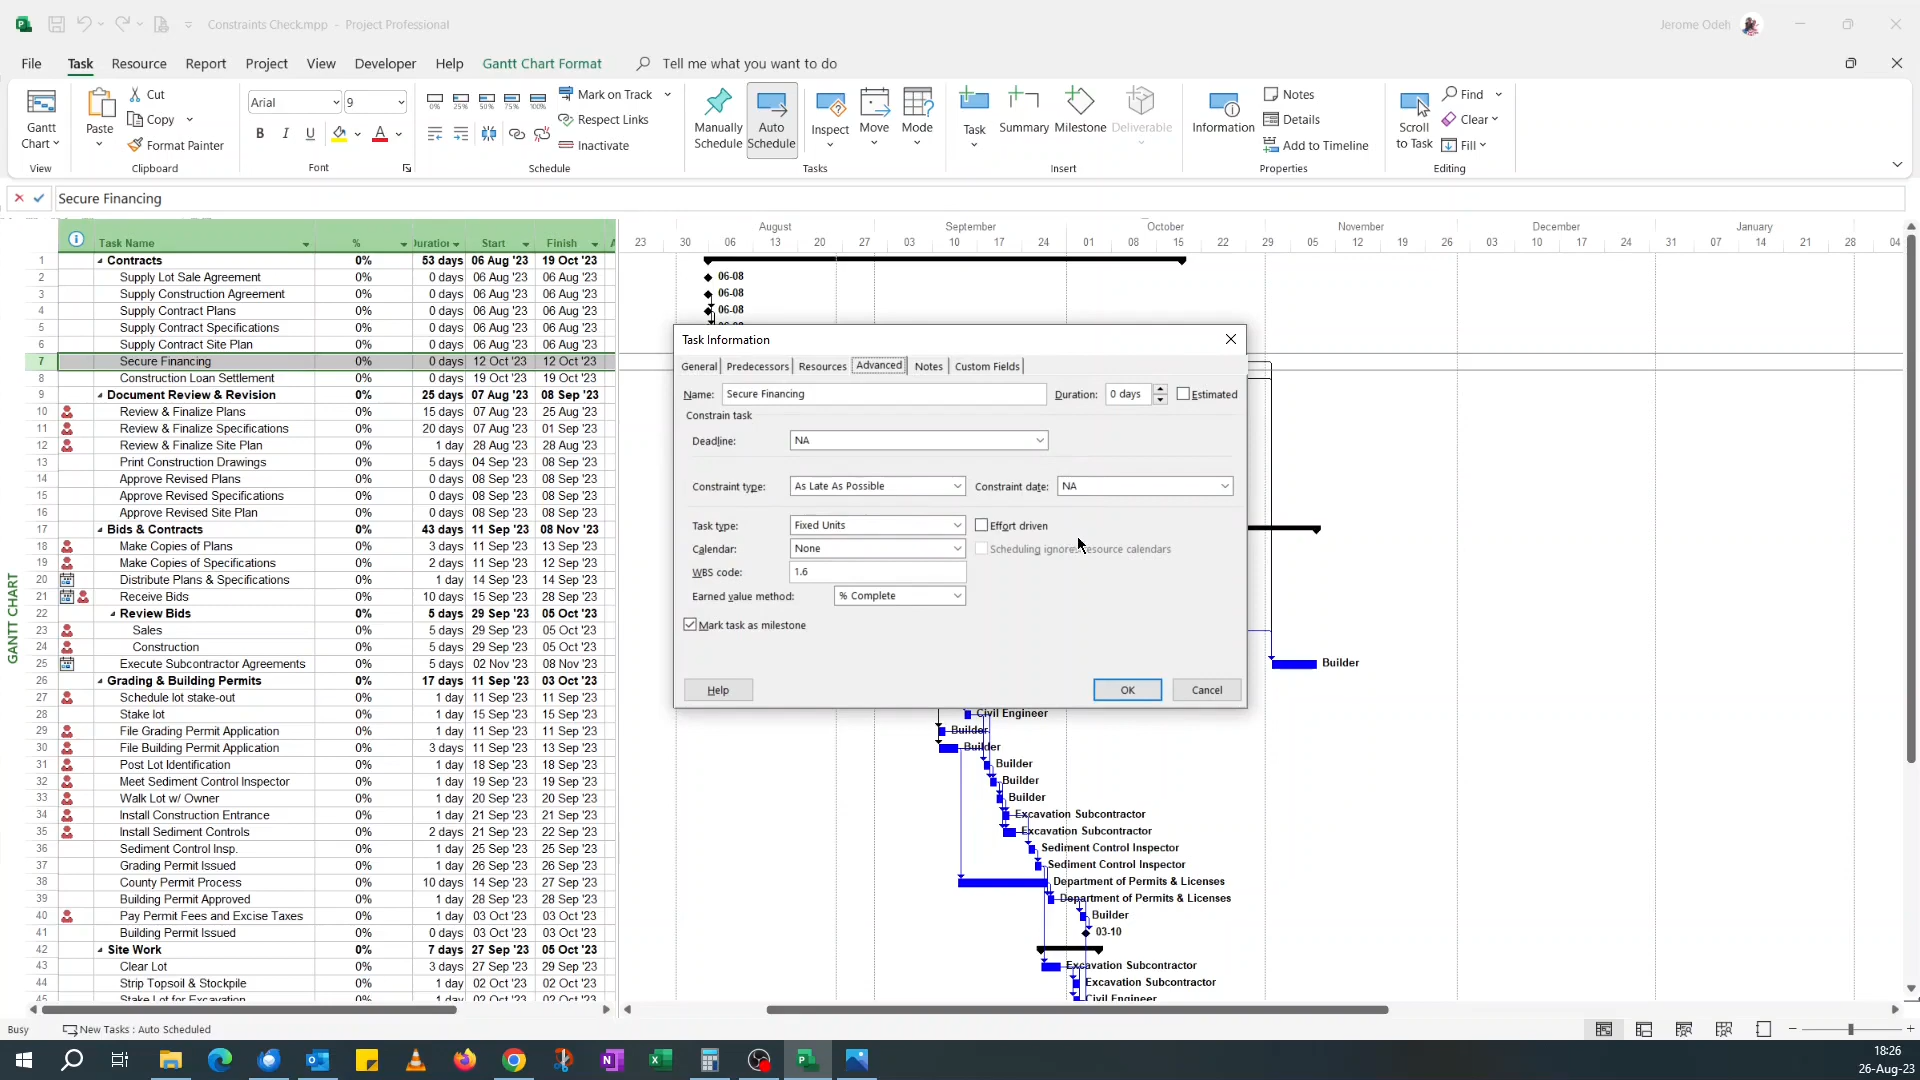 Constraints Check.mpp - Project Professional
Jerome Odeh
File Task Resource Report Project View Developer Help Gantt Chart Format Tell me what you want to do
Gantt Chart
View
Paste
Cut
Copy
Format Painter
Clipboard
Arial 9
B I U A
Font
0% 25% 50% 75% 100%
Mark on Track
Respect Links
Inactivate
Schedule
Manually Schedule
Auto Schedule
Inspect
Move
Mode
Tasks
Task
Summary
Milestone
Deliverable
Insert
Information
Notes
Details
Add to Timeline
Properties
Scroll to Task
Find
Clear
Fill
Editing
Secure Financing
GANTT CHART
Task Name % Duration Start Finish
August September October November December January
23 30 06 13 20 27 03 10 17 24 01 08 15 22 29 05 12 19 26 03 10 17 24 31 07 14 21 28 04
1 Contracts 0% 53 days 06 Aug '23 19 Oct '23
2 Supply Lot Sale Agreement 0% 0 days 06 Aug '23 06 Aug '23 06-08
3 Supply Construction Agreement 0% 0 days 06 Aug '23 06 Aug '23 06-08
4 Supply Contract Plans 0% 0 days 06 Aug '23 06 Aug '23 06-08
5 Supply Contract Specifications 0% 0 days 06 Aug '23 06 Aug '23
6 Supply Contract Site Plan 0% 0 days 06 Aug '23 06 Aug '23
7 Secure Financing 0% 0 days 12 Oct '23 12 Oct '23
8 Construction Loan Settlement 0% 0 days 19 Oct '23 19 Oct '23
9 Document Review & Revision 0% 25 days 07 Aug '23 08 Sep '23
10 Review & Finalize Plans 0% 15 days 07 Aug '23 25 Aug '23
11 Review & Finalize Specifications 0% 20 days 07 Aug '23 01 Sep '23
12 Review & Finalize Site Plan 0% 1 day 28 Aug '23 28 Aug '23
13 Print Construction Drawings 0% 5 days 04 Sep '23 08 Sep '23
14 Approve Revised Plans 0% 0 days 08 Sep '23 08 Sep '23
15 Approve Revised Specifications 0% 0 days 08 Sep '23 08 Sep '23
16 Approve Revised Site Plan 0% 0 days 08 Sep '23 08 Sep '23
17 Bids & Contracts 0% 43 days 11 Sep '23 08 Nov '23
18 Make Copies of Plans 0% 3 days 11 Sep '23 13 Sep '23
19 Make Copies of Specifications 0% 2 days 11 Sep '23 12 Sep '23
20 Distribute Plans & Specifications 0% 1 day 14 Sep '23 14 Sep '23
21 Receive Bids 0% 10 days 15 Sep '23 28 Sep '23
22 Review Bids 0% 5 days 29 Sep '23 05 Oct '23
23 Sales 0% 5 days 29 Sep '23 05 Oct '23
24 Construction 0% 5 days 29 Sep '23 05 Oct '23
25 Execute Subcontractor Agreements 0% 5 days 02 Nov '23 08 Nov '23 Builder
26 Grading & Building Permits 0% 17 days 11 Sep '23 03 Oct '23
27 Schedule lot stake-out 0% 1 day 11 Sep '23 11 Sep '23
28 Stake lot 0% 1 day 15 Sep '23 15 Sep '23 Civil Engineer
29 File Grading Permit Application 0% 1 day 11 Sep '23 11 Sep '23 Builder
30 File Building Permit Application 0% 3 days 11 Sep '23 13 Sep '23 Builder
31 Post Lot Identification 0% 1 day 18 Sep '23 18 Sep '23 Builder
32 Meet Sediment Control Inspector 0% 1 day 19 Sep '23 19 Sep '23 Builder
33 Walk Lot w/ Owner 0% 1 day 20 Sep '23 20 Sep '23 Builder
34 Install Construction Entrance 0% 1 day 21 Sep '23 21 Sep '23 Excavation Subcontractor
35 Install Sediment Controls 0% 2 days 21 Sep '23 22 Sep '23 Excavation Subcontractor
36 Sediment Control Insp. 0% 1 day 25 Sep '23 25 Sep '23 Sediment Control Inspector
37 Grading Permit Issued 0% 1 day 26 Sep '23 26 Sep '23 Sediment Control Inspector
38 County Permit Process 0% 10 days 14 Sep '23 27 Sep '23 Department of Permits & Licenses
39 Building Permit Approved 0% 1 day 28 Sep '23 28 Sep '23 Department of Permits & Licenses
40 Pay Permit Fees and Excise Taxes 0% 1 day 03 Oct '23 03 Oct '23 Builder
41 Building Permit Issued 0% 0 days 03 Oct '23 03 Oct '23 03-10
42 Site Work 0% 7 days 27 Sep '23 05 Oct '23
43 Clear Lot 0% 3 days 27 Sep '23 29 Sep '23 Excavation Subcontractor
44 Strip Topsoil & Stockpile 0% 1 day 02 Oct '23 02 Oct '23 Excavation Subcontractor
45 Stake Lot for Excavation 0% 1 day 02 Oct '23 02 Oct '23 Civil Engineer
Task Information
General Predecessors Resources Advanced Notes Custom Fields
Name: Secure Financing Duration: 0 days Estimated
Constrain task
Deadline: NA
Constraint type: As Late As Possible Constraint date: NA
Task type: Fixed Units Effort driven
Calendar: None Scheduling ignores resource calendars
WBS code: 1.6
Earned value method: % Complete
Mark task as milestone
Help OK Cancel
Busy New Tasks : Auto Scheduled
18:26
26-Aug-23